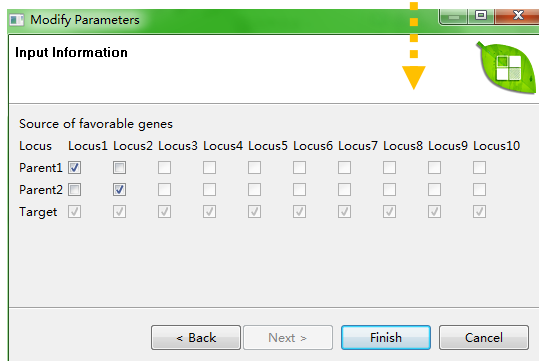 Modify Parameters
Input Information
Source of favorable genes
Locus Locus1 Locus2 Locus3 Locus4 Locus5 Locus6 Locus7 Locus8 Locus9 Locus10
Parent1
Parent2
Target
< Back Next > Finish Cancel